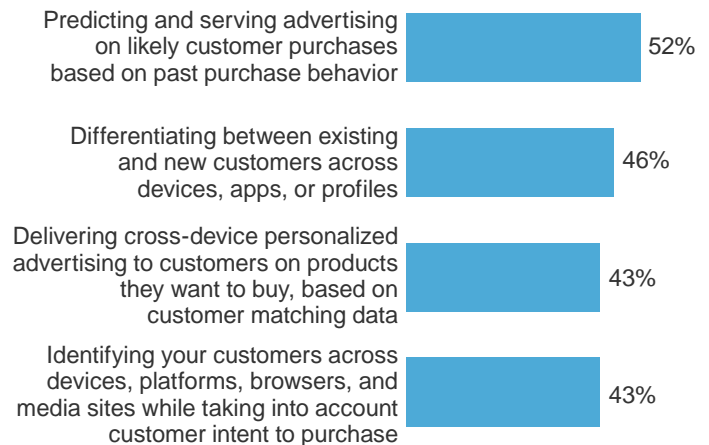 Predicting and serving advertising
on likely customer purchases
based on past purchase behavior
52%
Differentiating between existing
and new customers across
devices, apps, or profiles
46%
Delivering cross-device personalized
advertising to customers on products
they want to buy, based on
customer matching data
43%
Identifying your customers across
devices, platforms, browsers, and
media sites while taking into account
customer intent to purchase
43%